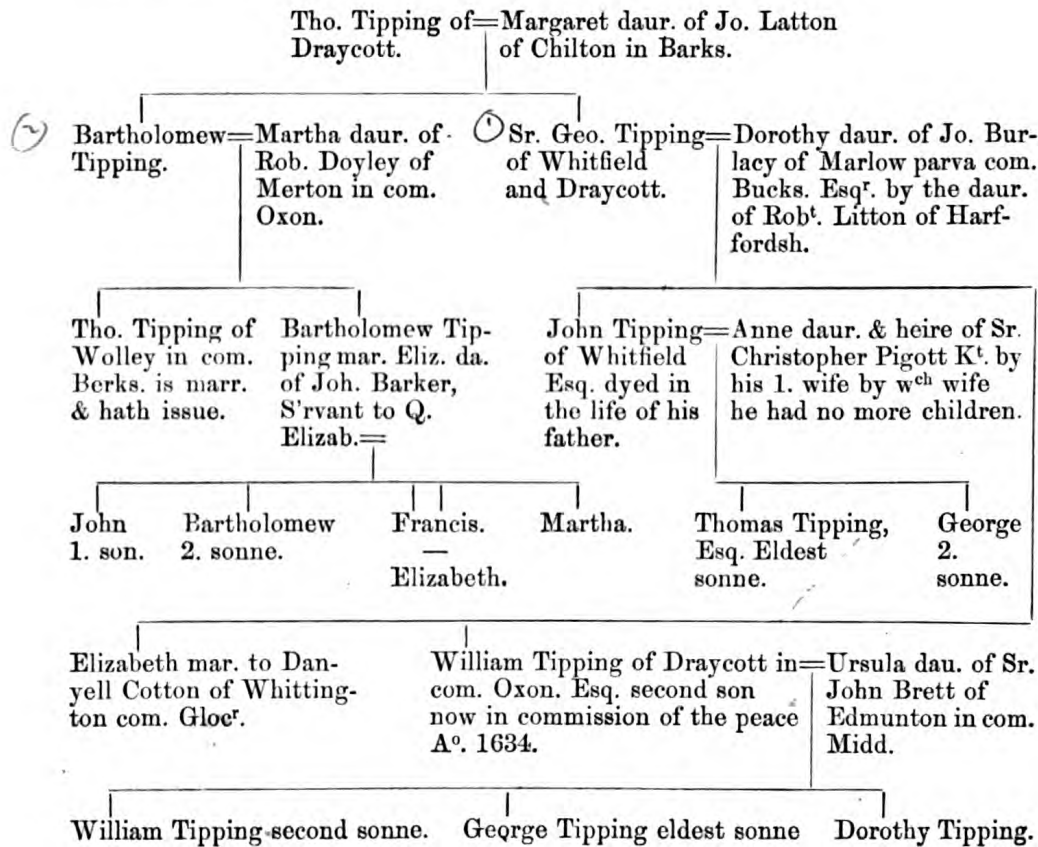 Tho. Tipping of=Margaret daur. of Jo. Latton
Draycott. of Chilton in Barks.
(2) Bartholomew=Martha daur. of
Tipping. Rob. Doyley of
Merton in com.
Oxon.
(1) Sr. Geo. Tipping=Dorothy daur. of Jo. Bur-
of Whitfield lacy of Marlow parva com.
and Draycott. Bucks. Esqr. by the daur.
of Robt. Litton of Harf-
fordsh.
Tho. Tipping of
Wolley in com.
Berks. is marr.
& hath issue.
Bartholomew Tip-
ping mar. Eliz. da.
of Joh. Barker,
S'rvant to Q.
Elizab.=
John Tipping=Anne daur. & heire of Sr.
of Whitfield Christopher Pigott Kt. by
Esq. dyed in his 1. wife by wch wife
the life of his he had no more children.
father.
John
1. son.
Bartholomew
2. sonne.
Francis.
—
Elizabeth.
Martha.
Thomas Tipping,
Esq. Eldest
sonne.
George
2.
sonne.
Elizabeth mar. to Dan-
yell Cotton of Whitting-
ton com. Glocr.
William Tipping of Draycott in=Ursula dau. of Sr.
com. Oxon. Esq. second son John Brett of
now in commission of the peace Edmunton in com.
Ao. 1634. Midd.
William Tipping second sonne. George Tipping eldest sonne Dorothy Tipping.